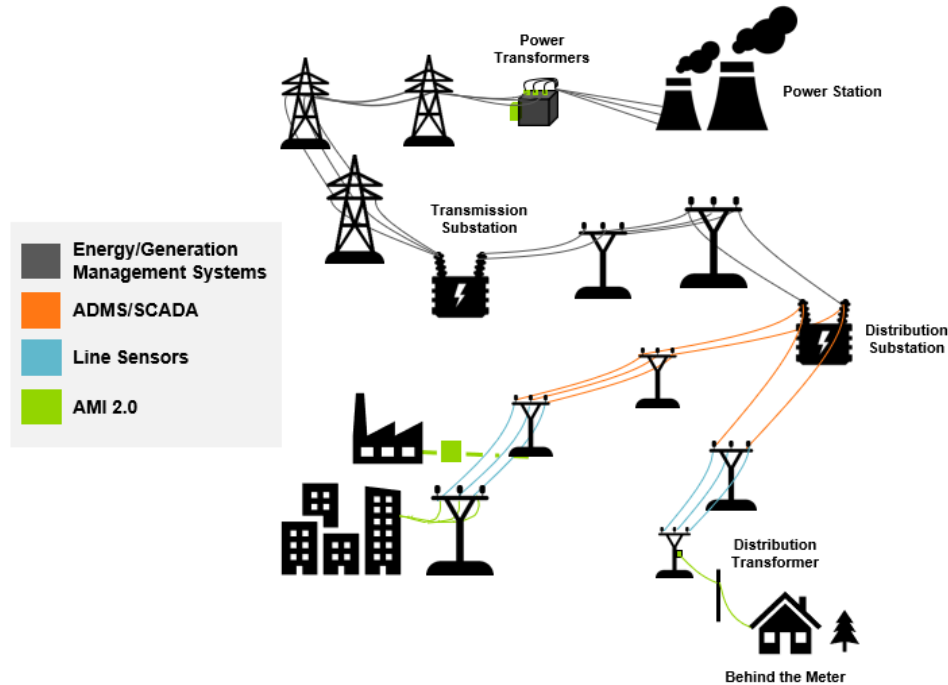 Power
Transformers
Power Station
Transmission
Substation
Energy/Generation
Management Systems
ADMS/SCADA
Line Sensors
AMI 2.0
Distribution
Substation
Distribution
Transformer
Behind the Meter